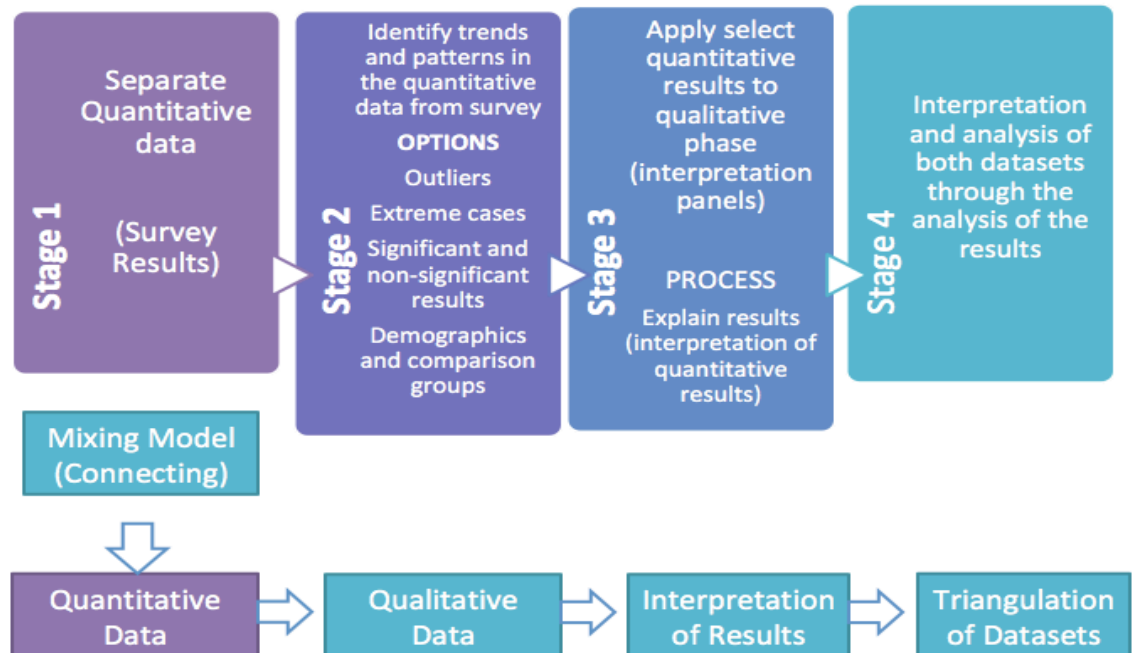 Stage 1
Separate
Quantitative
data
(Survey
Results)
Stage 2
Identify trends
and patterns in
the quantitative
data from survey
OPTIONS
Outliers
Extreme cases
Significant and
non-significant
results
Demographics
and comparison
groups
Stage 3
Apply select
quantitative
results to
qualitative
phase
(interpretation
panels)
PROCESS
Explain results
(interpretation of
quantitative
results)
Stage 4
Interpretation
and analysis of
both datasets
through the
analysis of the
results
Mixing Model
(Connecting)
Quantitative
Data
Qualitative
Data
Interpretation
of Results
Triangulation
of Datasets